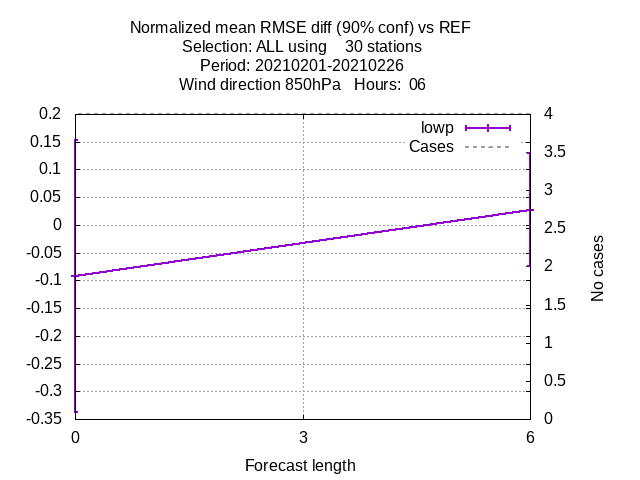 Normalized mean RMSE diff (90% conf) vs REF
Selection: ALL using    30 stations
Period: 20210201-20210226
Wind direction 850hPa   Hours:  06
lowp
Cases
0.2
0.15
0.1
0.05
0
-0.05
-0.1
-0.15
-0.2
-0.25
-0.3
-0.35
4
3.5
3
2.5
2
1.5
1
0.5
0
No cases
0 3 6
Forecast length